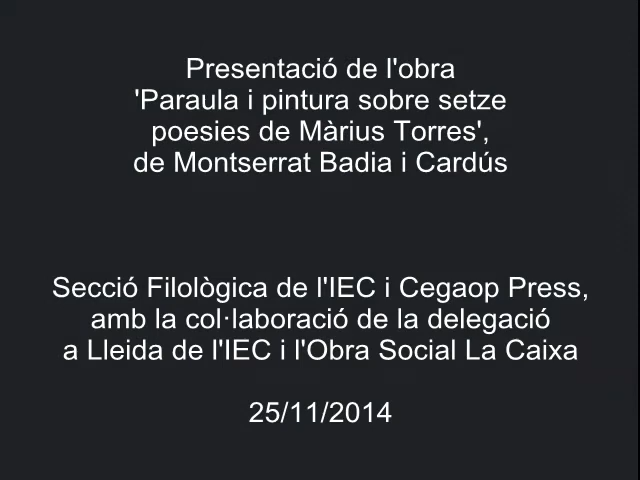 Presentació de l'obra
'Paraula i pintura sobre setze
poesies de Màrius Torres',
de Montserrat Badia i Cardús
Secció Filològica de l'IEC i Cegaop Press,
amb la col·laboració de la delegació
a Lleida de l'IEC i l'Obra Social La Caixa
25/11/2014